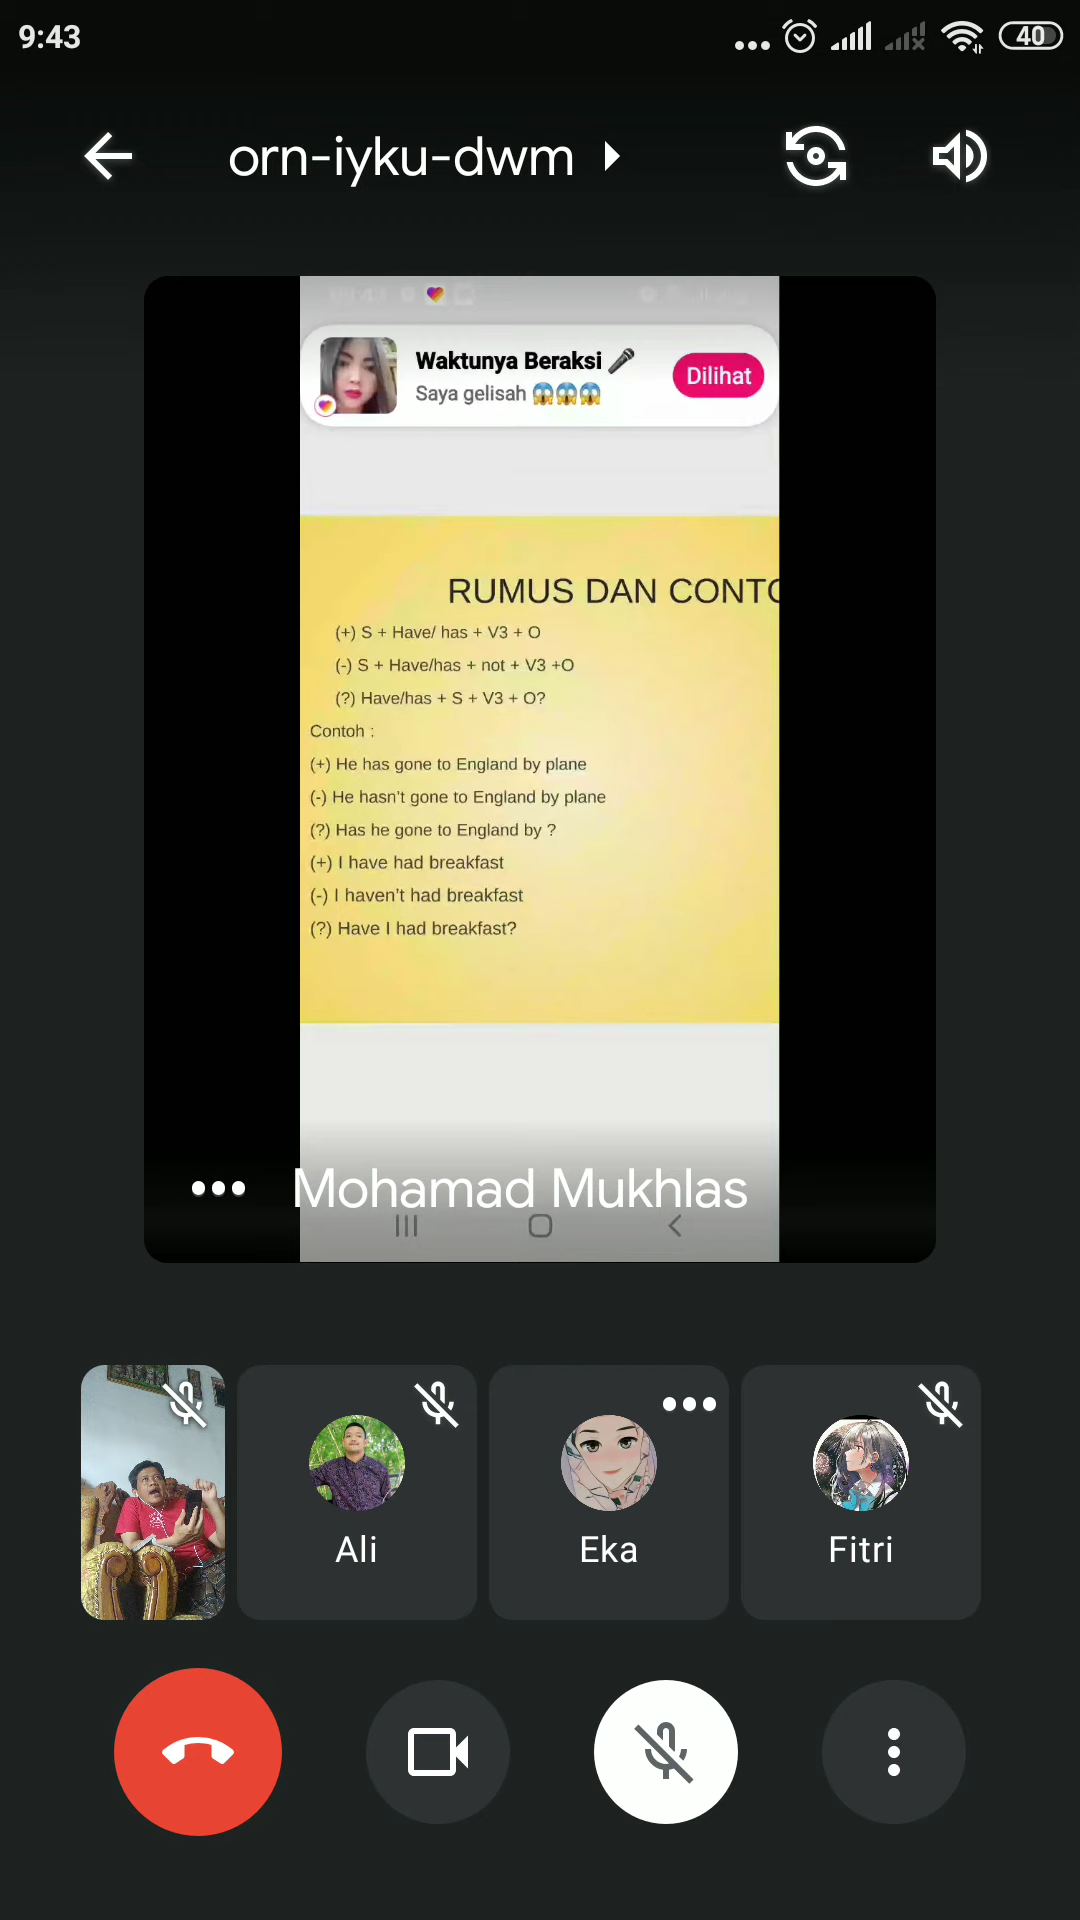 9:43
40
orn-iyku-dwm
Waktunya Beraksi 🎤
Saya gelisah 😱😱😱
Dilihat
RUMUS DAN CONTO
(+) S + Have/ has + V3 + O
(-) S + Have/has + not + V3 +O
(?) Have/has + S + V3 + O?
Contoh :
(+) He has gone to England by plane
(-) He hasn't gone to England by plane
(?) Has he gone to England by ?
(+) I have had breakfast
(-) I haven't had breakfast
(?) Have I had breakfast?
Mohamad Mukhlas
Ali
Eka
Fitri